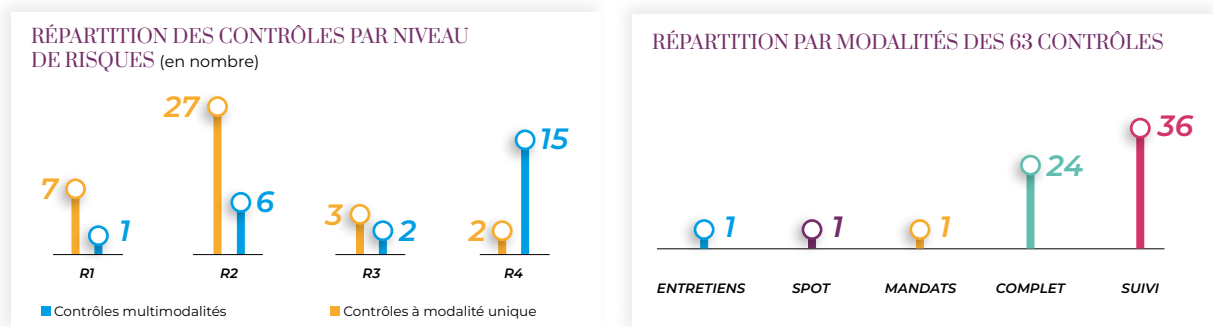 RÉPARTITION DES CONTRÔLES PAR NIVEAU
DE RISQUES (en nombre)
27
15
7
1
6
3
2
2
R1
R2
R3
R4
Contrôles multimodalités
Contrôles à modalité unique
RÉPARTITION PAR MODALITÉS DES 63 CONTRÔLES
1
1
1
24
36
ENTRETIENS
SPOT
MANDATS
COMPLET
SUIVI